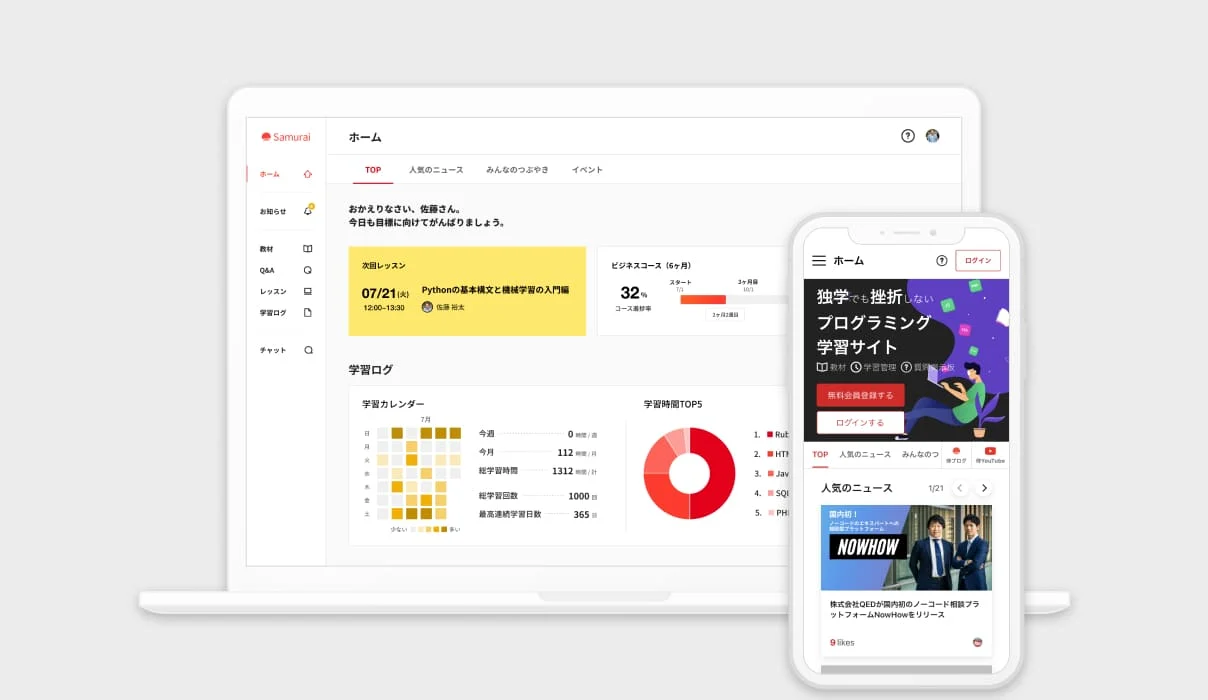 Samurai
ホーム
お知らせ
教材
Q&A
レッスン
学習ログ
チャット
ホーム
TOP
人気のニュース
みんなのつぶやき
イベント
おかえりなさい、佐藤さん。
今日も目標に向けてがんばりましょう。
次回レッスン
07/21(火)
12:00–13:30
Pythonの基本構文と機械学習の入門編
佐藤 裕太
ビジネスコース（6ヶ月）
32%
コース進捗率
スタート
7/1
3ヶ月目
10/1
2ヶ月2週目
学習ログ
学習カレンダー
7月
日
月
火
水
木
金
土
少ない
多い
今週 0 時間 / 週
今月 112 時間 / 月
総学習時間 1312 時間 / 計
総学習回数 1000 回
最高連続学習日数 365 日
学習時間TOP5
1. Rub
2. HTM
3. Jav
4. SQL
5. PH
ホーム
ログイン
独学でも挫折しない
プログラミング
学習サイト
教材 学習管理
無料会員登録する
ログインする
TOP
人気のニュース
みんなのつ
侍ブログ
侍YouTube
人気のニュース
1/21
国内初！
ノーコードのエキスパートへの
相談型プラットフォーム
NOWHOW
株式会社QEDが国内初のノーコード相談プラ
ットフォームNowHowをリリース
9 likes